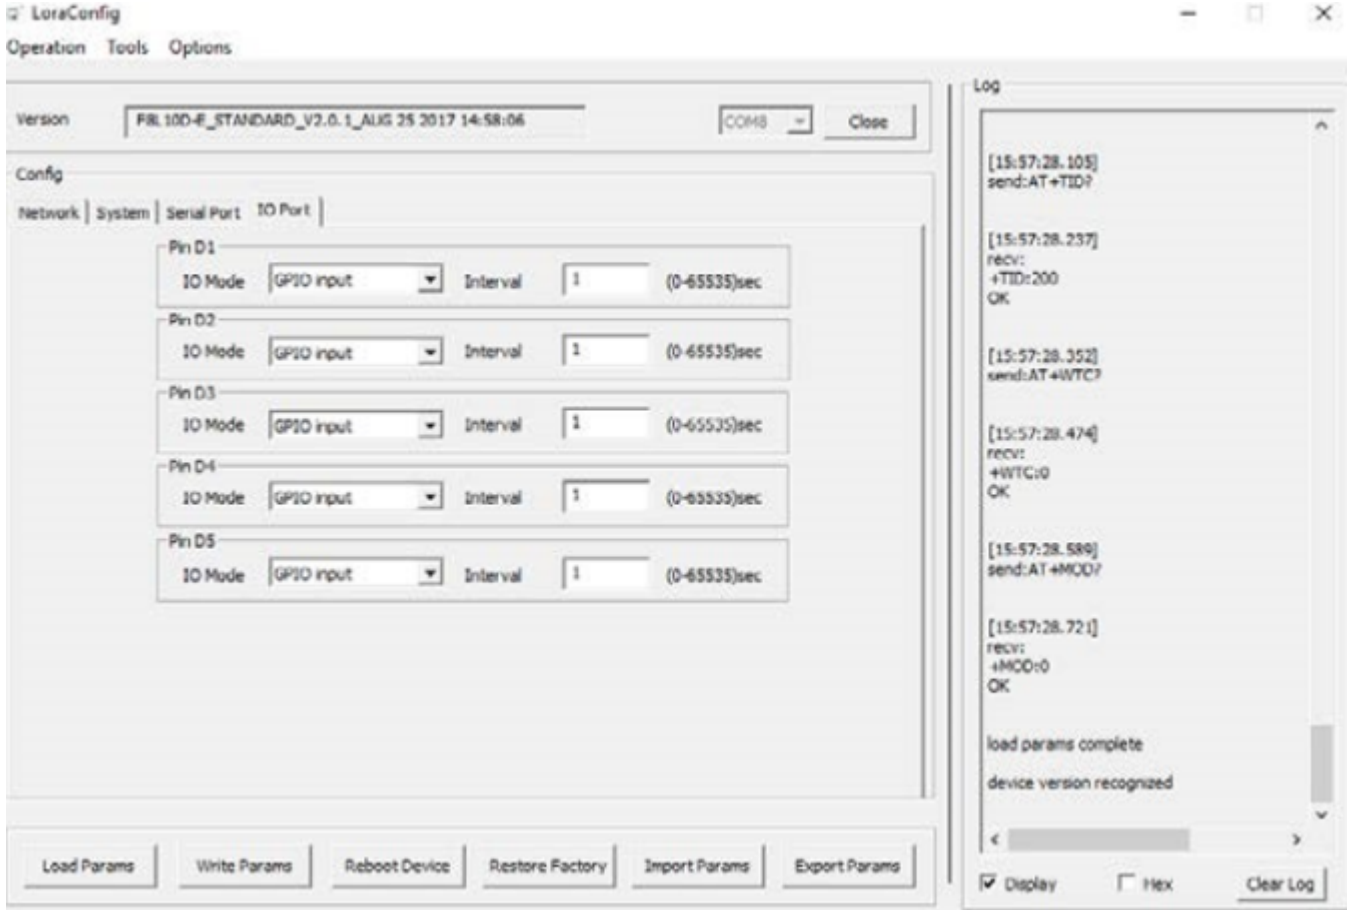 LoraConfig
Operation Tools Options
Version F8L10D-E_STANDARD_V2.0.1_AUG 25 2017 14:58:06 COM8 Close
Config
Network System Serial Port IO Port
Pin D1
IO Mode GPIO input Interval 1 (0-65535)sec
Pin D2
IO Mode GPIO input Interval 1 (0-65535)sec
Pin D3
IO Mode GPIO input Interval 1 (0-65535)sec
Pin D4
IO Mode GPIO input Interval 1 (0-65535)sec
Pin D5
IO Mode GPIO input Interval 1 (0-65535)sec
Load Params Write Params Reboot Device Restore Factory Import Params Export Params
Log
[15:57:28.105]
send:AT+TID?
[15:57:28.237]
recv:
+TID:200
OK
[15:57:28.352]
send:AT+WTC?
[15:57:28.474]
recv:
+WTC:0
OK
[15:57:28.589]
send:AT+MOD?
[15:57:28.721]
recv:
+MOD:0
OK
load params complete
device version recognized
Display Hex Clear Log